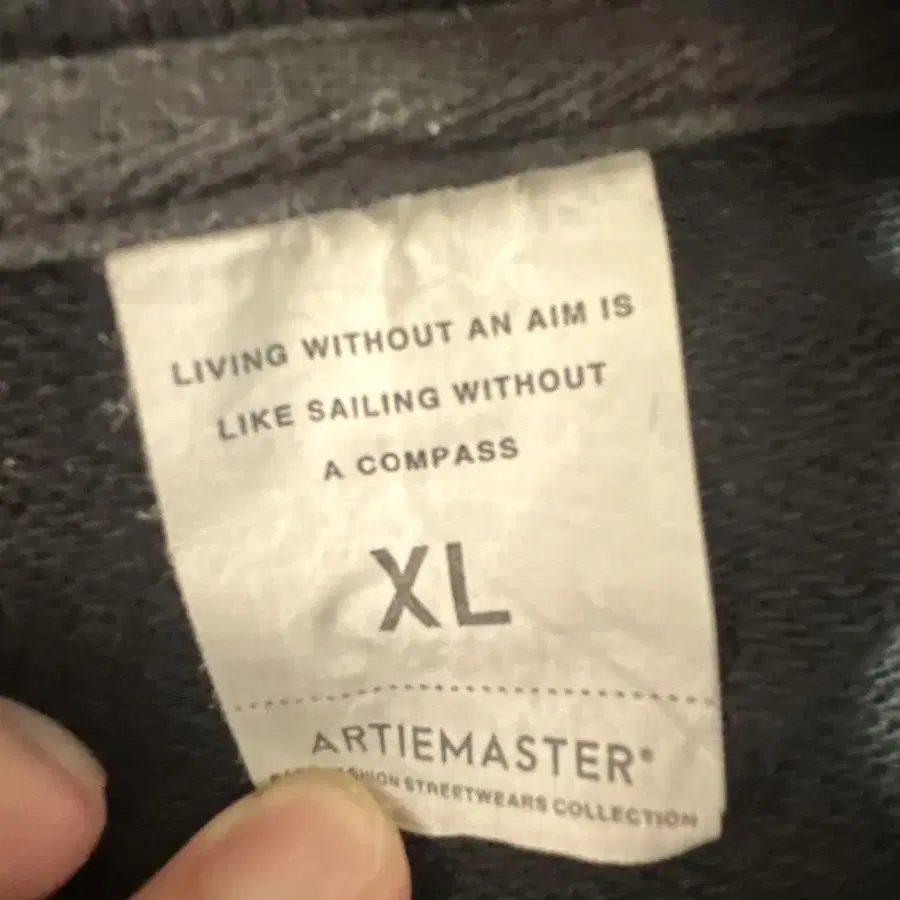 LIVING WITHOUT AN AIM IS
LIKE SAILING WITHOUT
A COMPASS
XL
ARTIEMASTER®
STREETWEARS COLLECTION